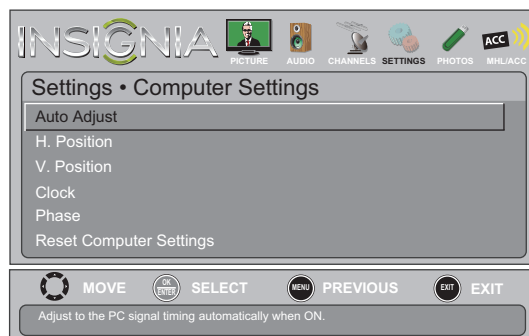 INSIGNIA
PICTURE AUDIO CHANNELS SETTINGS PHOTOS MHL/ACC
ACC
Settings • Computer Settings
Auto Adjust
H. Position
V. Position
Clock
Phase
Reset Computer Settings
MOVE OK ENTER SELECT MENU PREVIOUS EXIT EXIT
Adjust to the PC signal timing automatically when ON.